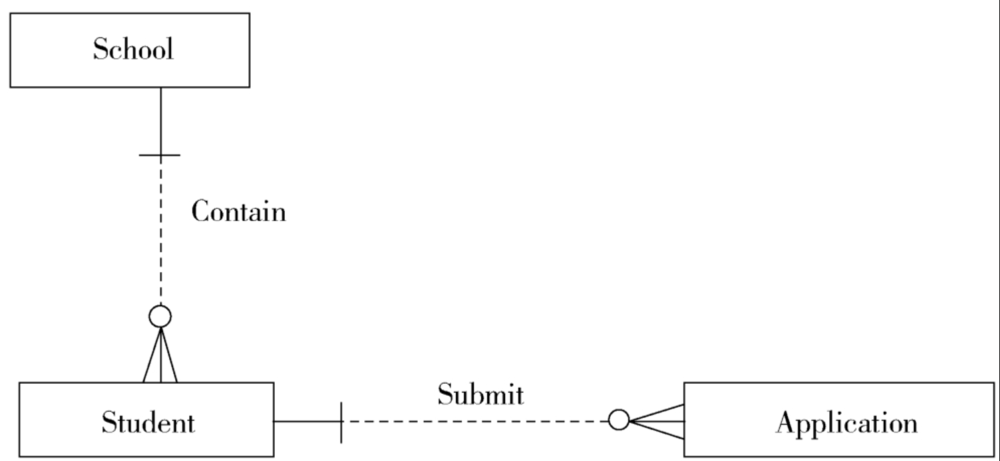 School
Contain
Submit
Student
Application